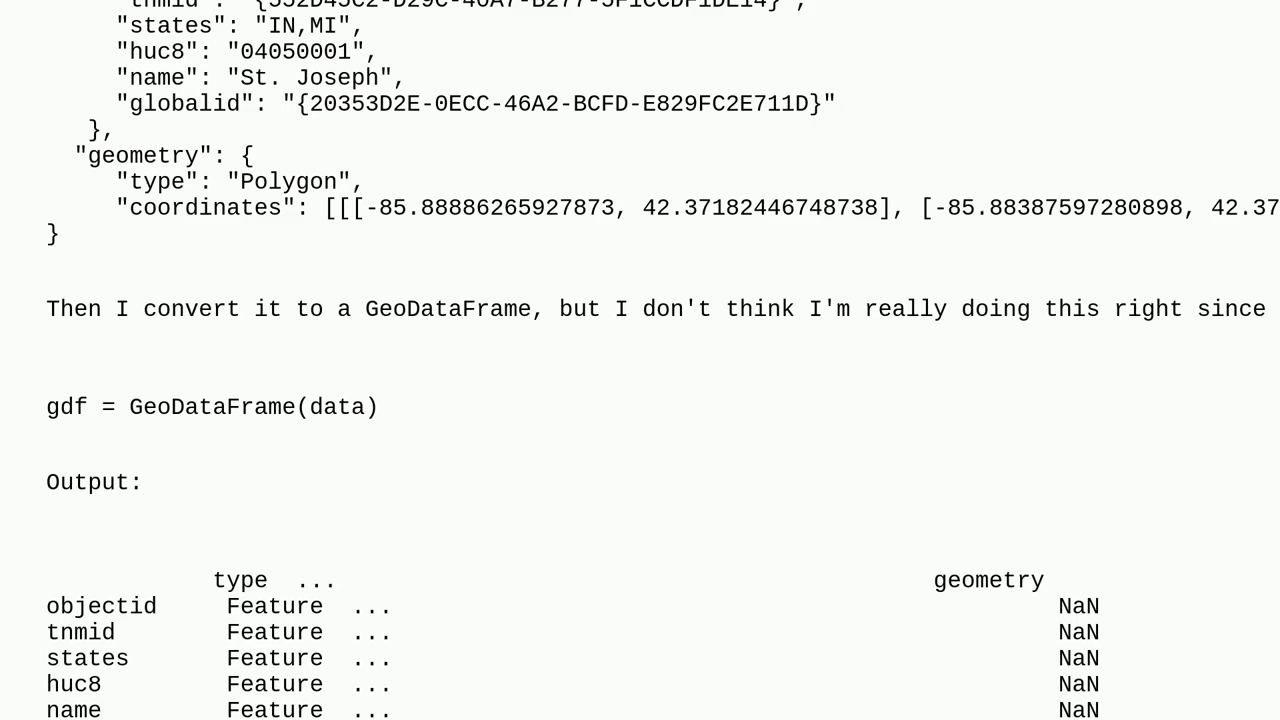 "states": "IN,MI",
"huc8": "04050001",
"name": "St. Joseph",
"globalid": "{20353D2E-0ECC-46A2-BCFD-E829FC2E711D}"
},
"geometry": {
"type": "Polygon",
"coordinates": [[[-85.88886265927873, 42.37182446748738], [-85.88387597280898, 42.37
}
Then I convert it to a GeoDataFrame, but I don't think I'm really doing this right since
gdf = GeoDataFrame(data)
Output:
type ... geometry
objectid Feature ... NaN
tnmid Feature ... NaN
states Feature ... NaN
huc8 Feature ... NaN
name Feature ... NaN